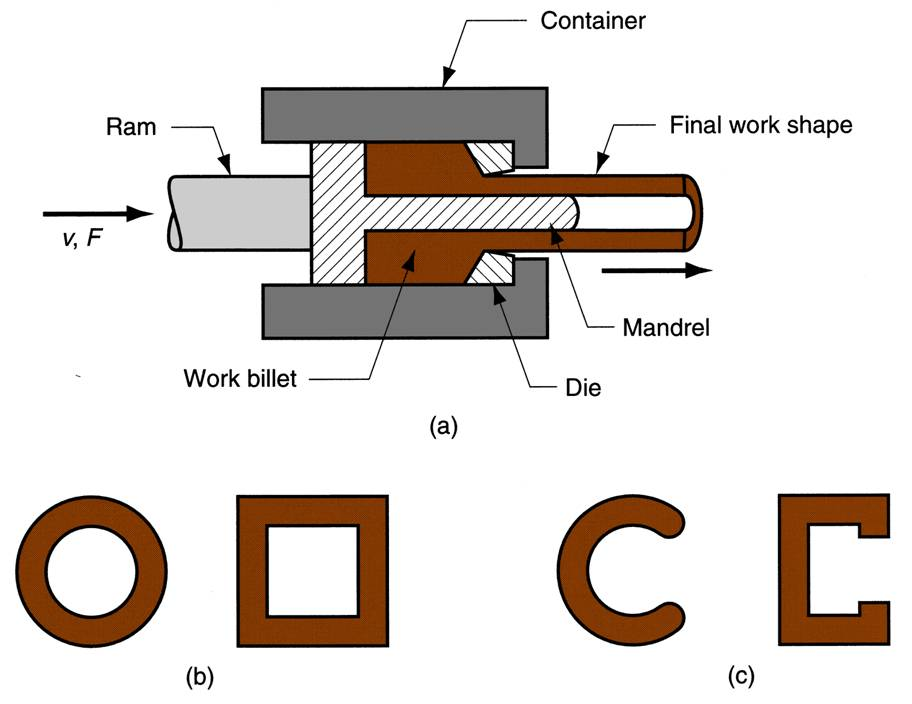 Container
Ram
Final work shape
v, F
Mandrel
Work billet
Die
(a)
(b)
(c)